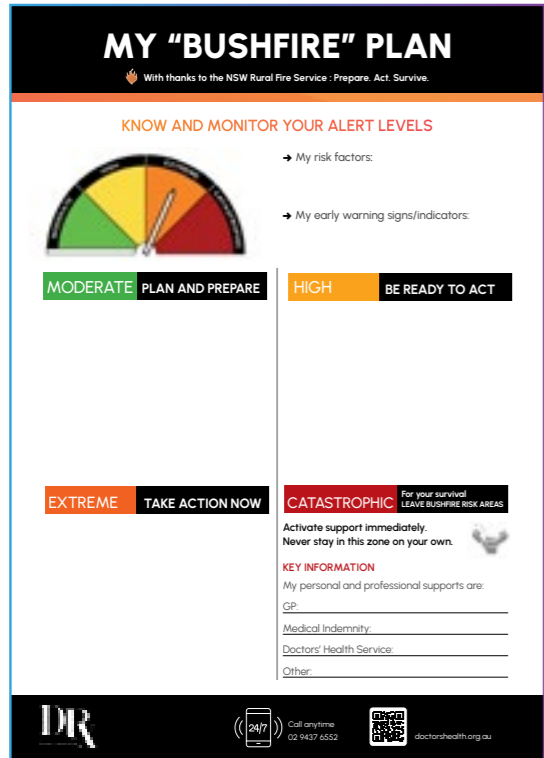 MY “BUSHFIRE” PLAN
With thanks to the NSW Rural Fire Service : Prepare. Act. Survive.
KNOW AND MONITOR YOUR ALERT LEVELS
MODERATE
HIGH
EXTREME
CATASTROPHIC
➔ My risk factors:
➔ My early warning signs/indicators:
MODERATE PLAN AND PREPARE
HIGH BE READY TO ACT
EXTREME TAKE ACTION NOW
CATASTROPHIC
For your survival
LEAVE BUSHFIRE RISK AREAS
Activate support immediately.
Never stay in this zone on your own.
KEY INFORMATION
My personal and professional supports are:
GP:
Medical Indemnity:
Doctors' Health Service:
Other:
DR
24/7
Call anytime
02 9437 6552
doctorshealth.org.au